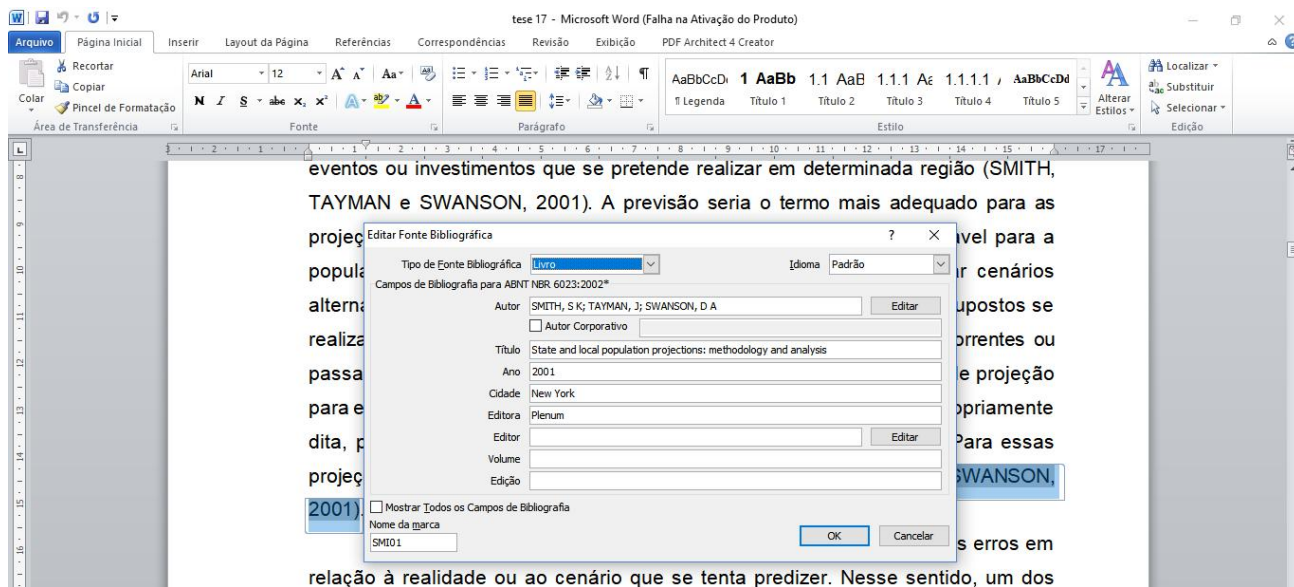 tese 17 - Microsoft Word (Falha na Ativação do Produto)
Arquivo Página Inicial Inserir Layout da Página Referências Correspondências Revisão Exibição PDF Architect 4 Creator
Recortar
Copiar
Pincel de Formatação
Colar
Área de Transferência
Arial 12
N I S abc x, x²
Fonte
Parágrafo
AaBbCcDc 1 AaBb 1.1 AaB 1.1.1 Aa 1.1.1.1 AaBbCcDd
¶ Legenda Título 1 Título 2 Título 3 Título 4 Título 5
Alterar Estilos
Estilo
Localizar
Substituir
Selecionar
Edição
eventos ou investimentos que se pretende realizar em determinada região (SMITH,
TAYMAN e SWANSON, 2001). A previsão seria o termo mais adequado para as
projeç ável para a
popula ar cenários
alterna upostos se
realiza orrentes ou
passa e projeção
para e opriamente
dita, p Para essas
projeç SWANSON,
2001).
s erros em
relação à realidade ou ao cenário que se tenta predizer. Nesse sentido, um dos
Editar Fonte Bibliográfica
Tipo de Fonte Bibliográfica Livro Idioma Padrão
Campos de Bibliografia para ABNT NBR 6023:2002*
Autor SMITH, S K; TAYMAN, J; SWANSON, D A Editar
Autor Corporativo
Título State and local population projections: methodology and analysis
Ano 2001
Cidade New York
Editora Plenum
Editor Editar
Volume
Edição
Mostrar Todos os Campos de Bibliografia
Nome da marca
SMI01
OK Cancelar